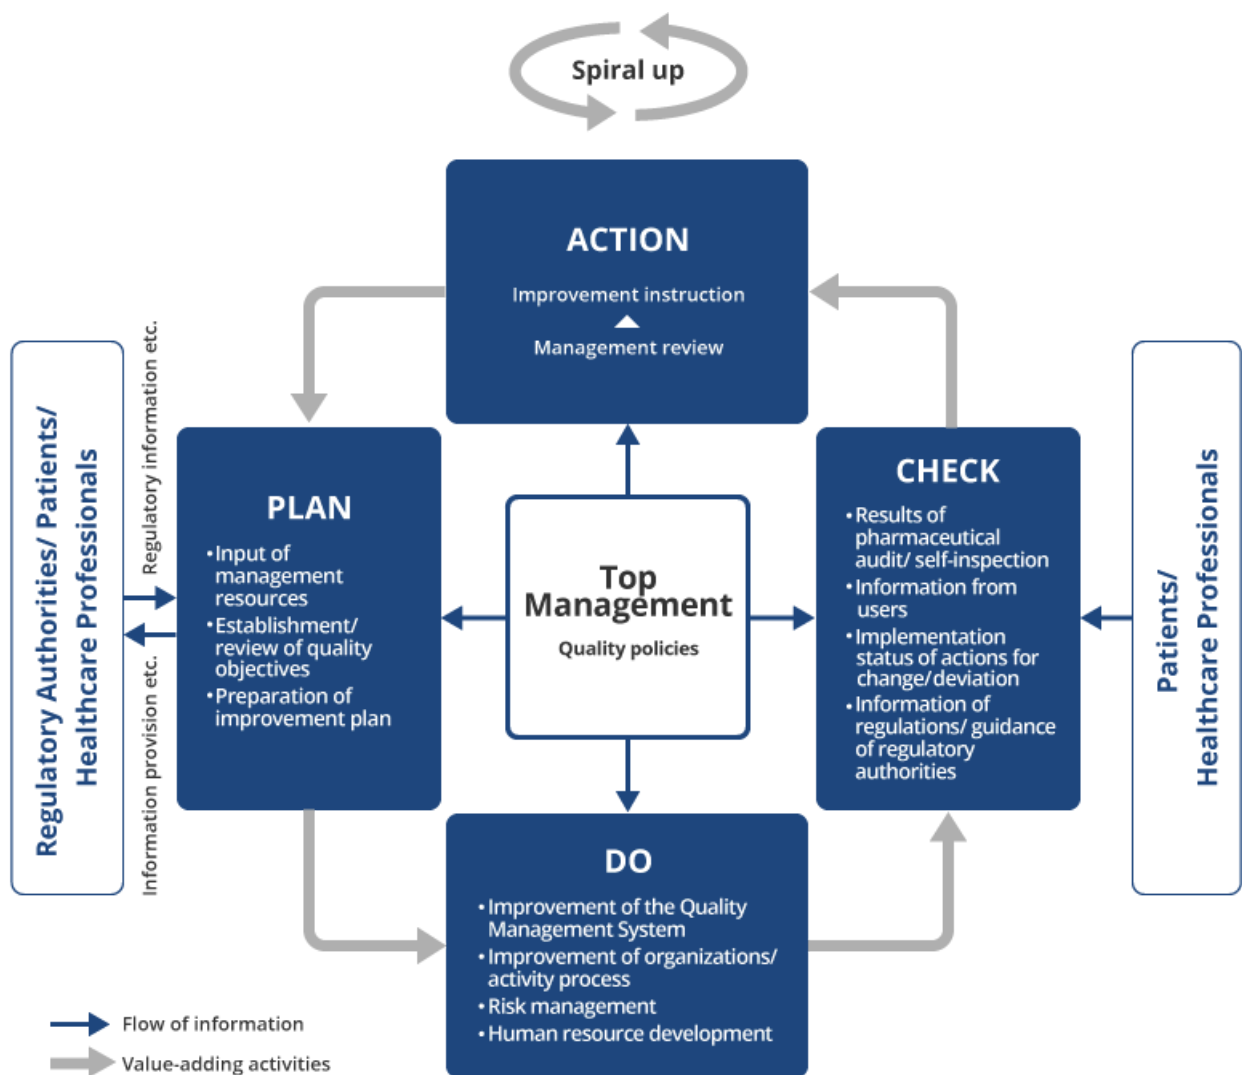 Spiral up
ACTION
Improvement instruction
Management review
Regulatory Authorities/ Patients/
Healthcare Professionals
Regulatory information etc.
Information provision etc.
PLAN
•Input of
management
resources
•Establishment/
review of quality
objectives
•Preparation of
improvement plan
Top
Management
Quality policies
CHECK
•Results of
pharmaceutical
audit/ self-inspection
•Information from
users
•Implementation
status of actions for
change/deviation
•Information of
regulations/ guidance
of regulatory
authorities
Patients/
Healthcare Professionals
DO
•Improvement of the Quality
Management System
•Improvement of organizations/
activity process
•Risk management
•Human resource development
Flow of information
Value-adding activities